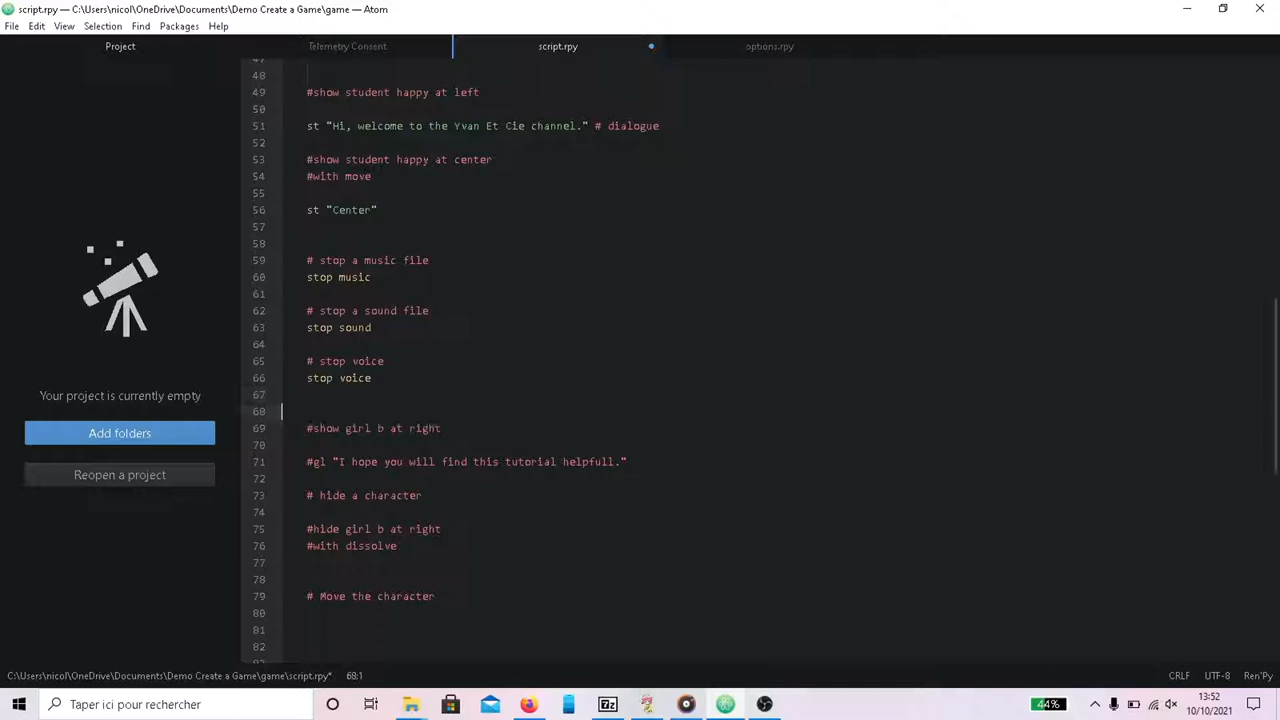 script.rpy — C:\Users\nicol\OneDrive\Documents\Demo Create a Game\game — Atom
File Edit View Selection Find Packages Help
Project
Telemetry Consent
script.rpy
options.rpy
47
48
49 #show student happy at left
50
51 st "Hi, welcome to the Yvan Et Cie channel." # dialogue
52
53 #show student happy at center
54 #with move
55
56 st "Center"
57
58
59 # stop a music file
60 stop music
61
62 # stop a sound file
63 stop sound
64
65 # stop voice
66 stop voice
67
68
69 #show girl b at right
70
71 #gl "I hope you will find this tutorial helpfull."
72
73 # hide a character
74
75 #hide girl b at right
76 #with dissolve
77
78
79 # Move the character
80
81
82
Your project is currently empty
Add folders
Reopen a project
C:\Users\nicol\OneDrive\Documents\Demo Create a Game\game\script.rpy* 68:1
CRLF UTF-8 Ren'Py
Taper ici pour rechercher
7z
44%
13:52
10/10/2021